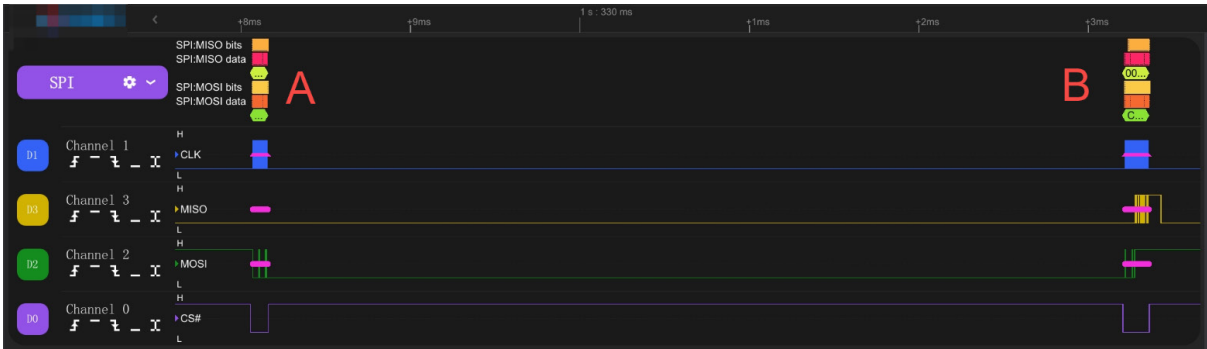 +8ms +9ms 1 s : 330 ms +1ms +2ms +3ms
SPI:MISO bits
SPI:MISO data
... 00...
SPI
SPI:MOSI bits
SPI:MOSI data
... C...
A B
D1 Channel 1 H CLK L
D3 Channel 3 H MISO L
D2 Channel 2 H MOSI L
D0 Channel 0 H CS# L